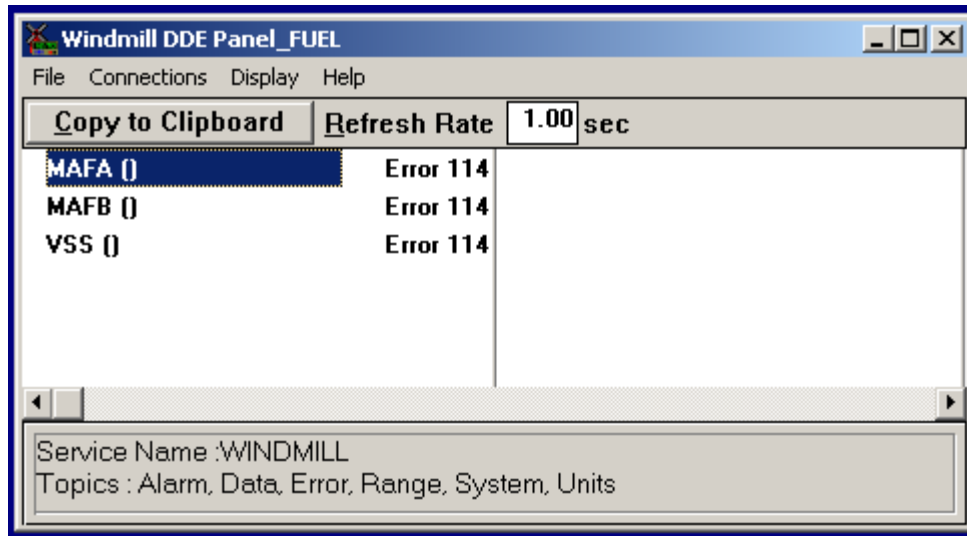 Windmill DDE Panel_FUEL
File Connections Display Help
Copy to Clipboard Refresh Rate 1.00 sec
MAFA () Error 114
MAFB () Error 114
VSS () Error 114
Service Name :WINDMILL
Topics : Alarm, Data, Error, Range, System, Units